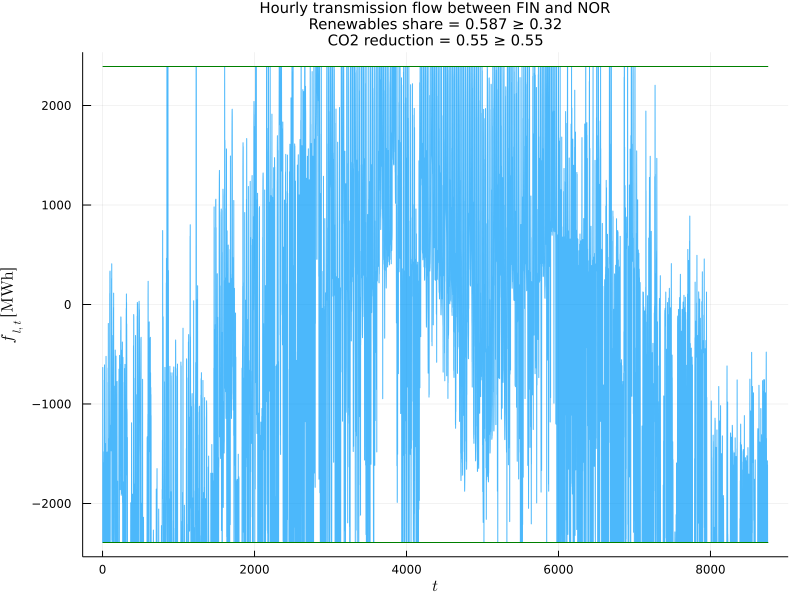 Hourly transmission flow between FIN and NOR
Renewables share = 0.587 ≥ 0.32
CO2 reduction = 0.55 ≥ 0.55
2000
1000
0
−1000
−2000
f_{l,t} [MWh]
0 2000 4000 6000 8000
t